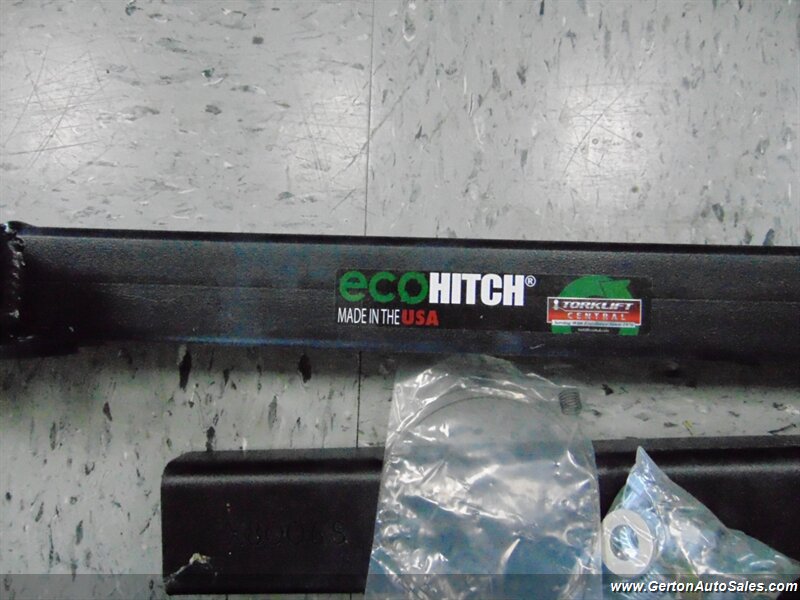 ecoHITCH®
MADE IN THE USA
TORKLIFT
CENTRAL
www.GertonAutoSales.com